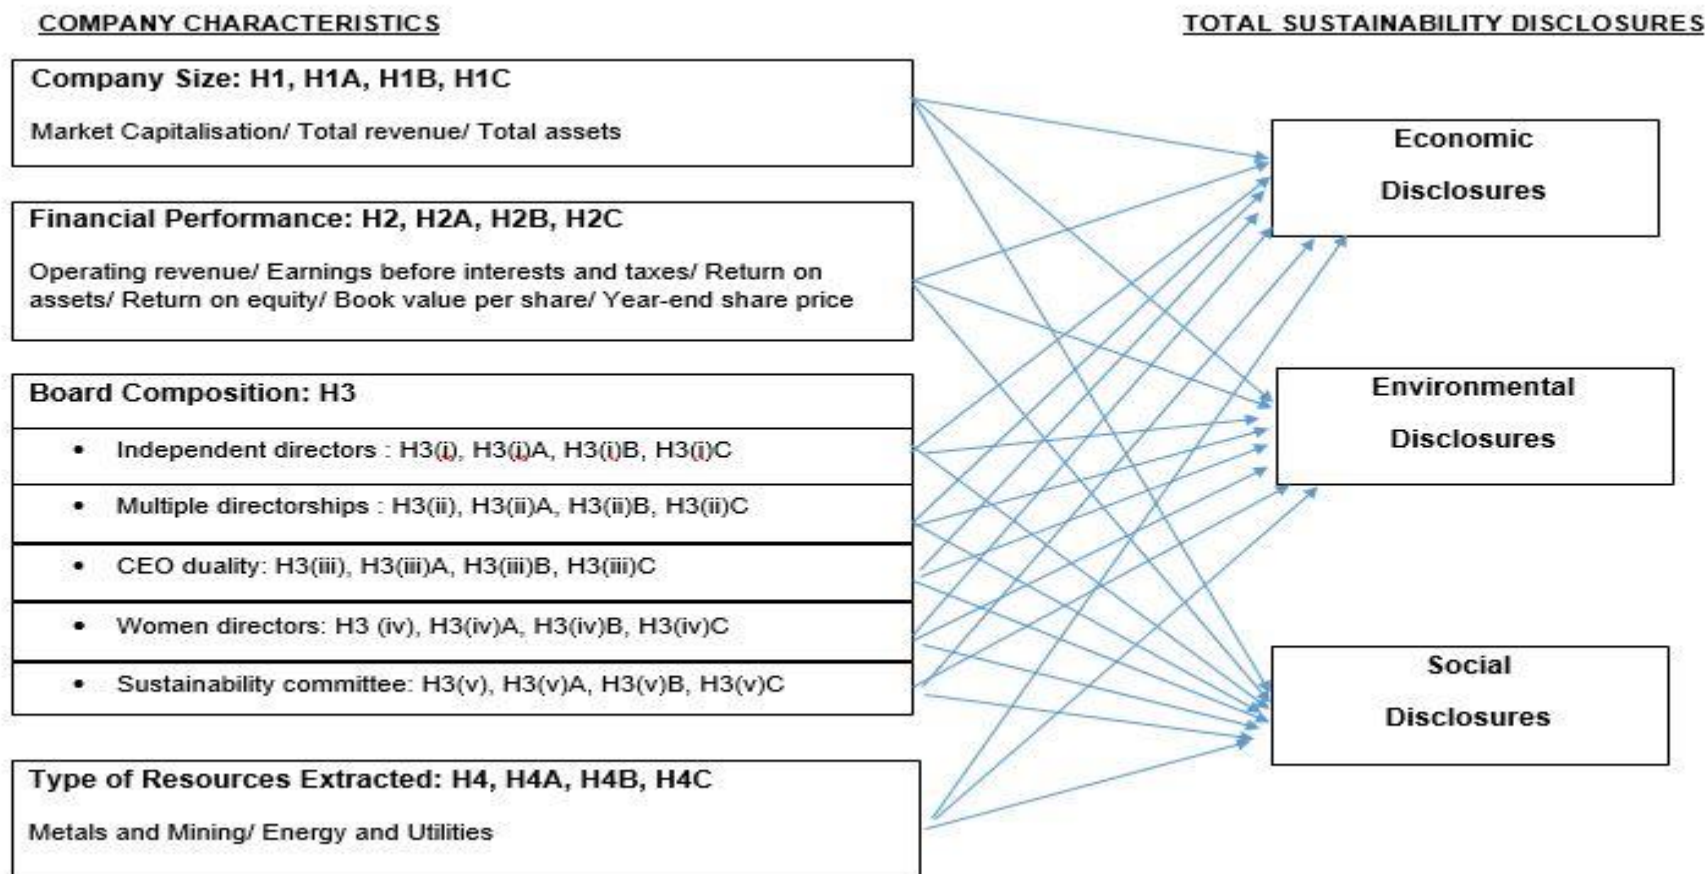 COMPANY CHARACTERISTICS
TOTAL SUSTAINABILITY DISCLOSURES
Company Size: H1, H1A, H1B, H1C
Market Capitalisation/ Total revenue/ Total assets
Financial Performance: H2, H2A, H2B, H2C
Operating revenue/ Earnings before interests and taxes/ Return on
assets/ Return on equity/ Book value per share/ Year-end share price
Board Composition: H3
• Independent directors : H3(i), H3(i)A, H3(i)B, H3(i)C
• Multiple directorships : H3(ii), H3(ii)A, H3(ii)B, H3(ii)C
• CEO duality: H3(iii), H3(iii)A, H3(iii)B, H3(iii)C
• Women directors: H3 (iv), H3(iv)A, H3(iv)B, H3(iv)C
• Sustainability committee: H3(v), H3(v)A, H3(v)B, H3(v)C
Type of Resources Extracted: H4, H4A, H4B, H4C
Metals and Mining/ Energy and Utilities
Economic
Disclosures
Environmental
Disclosures
Social
Disclosures